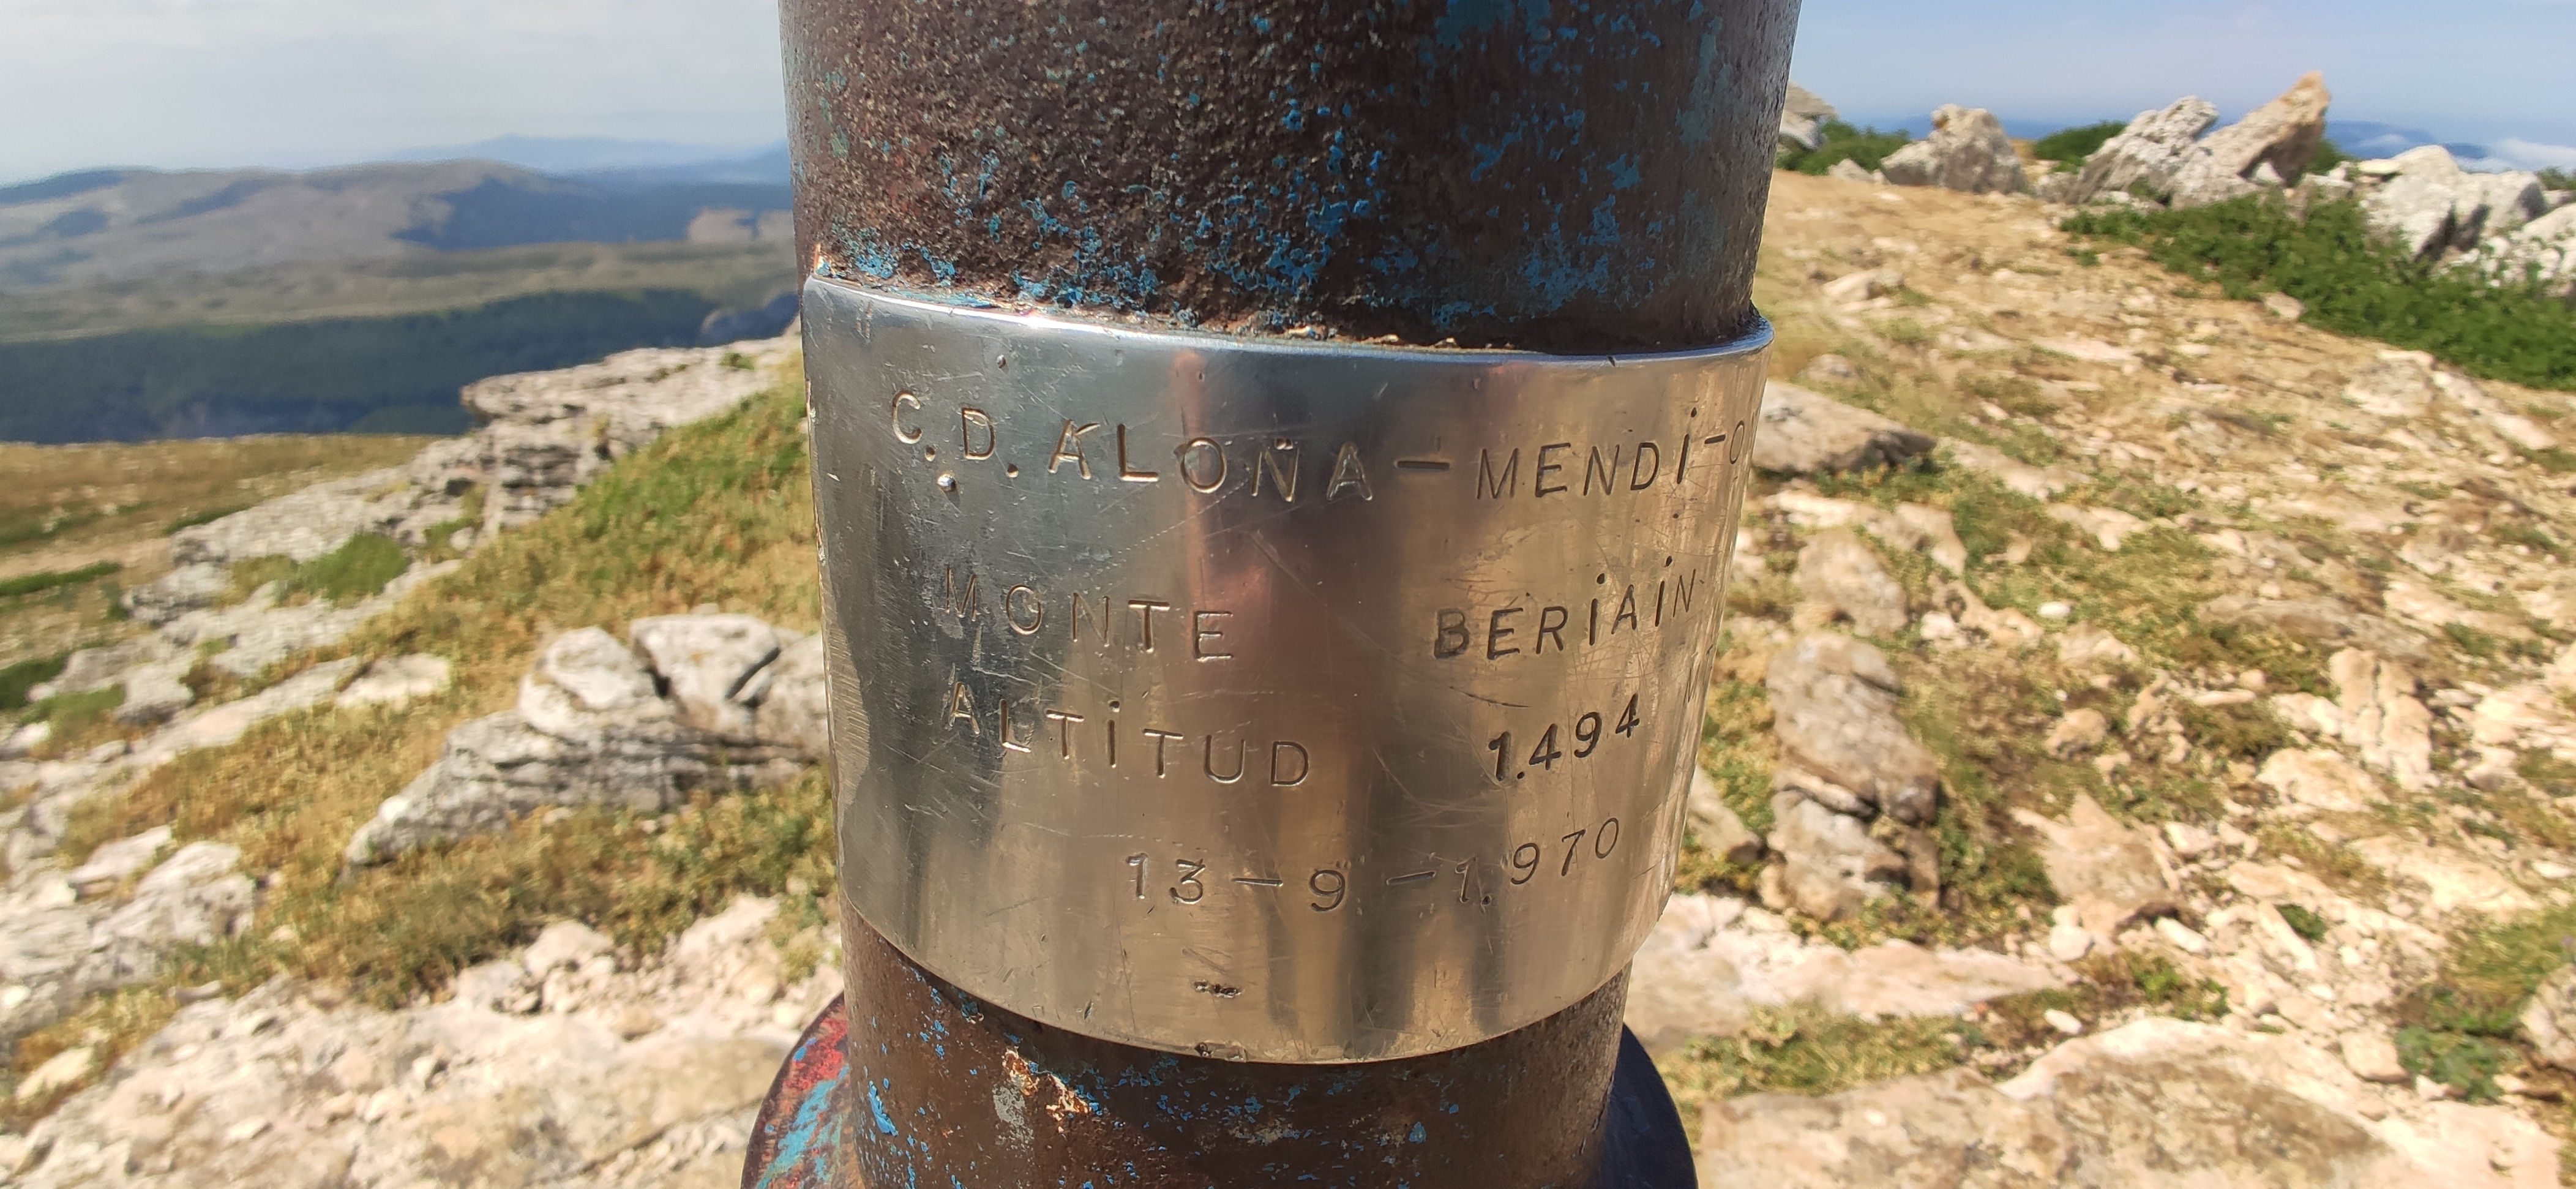 C.D. ALOÑA-MENDI-O
MONTE BERIAIN
ALTITUD 1.494 M
13-9-1.970